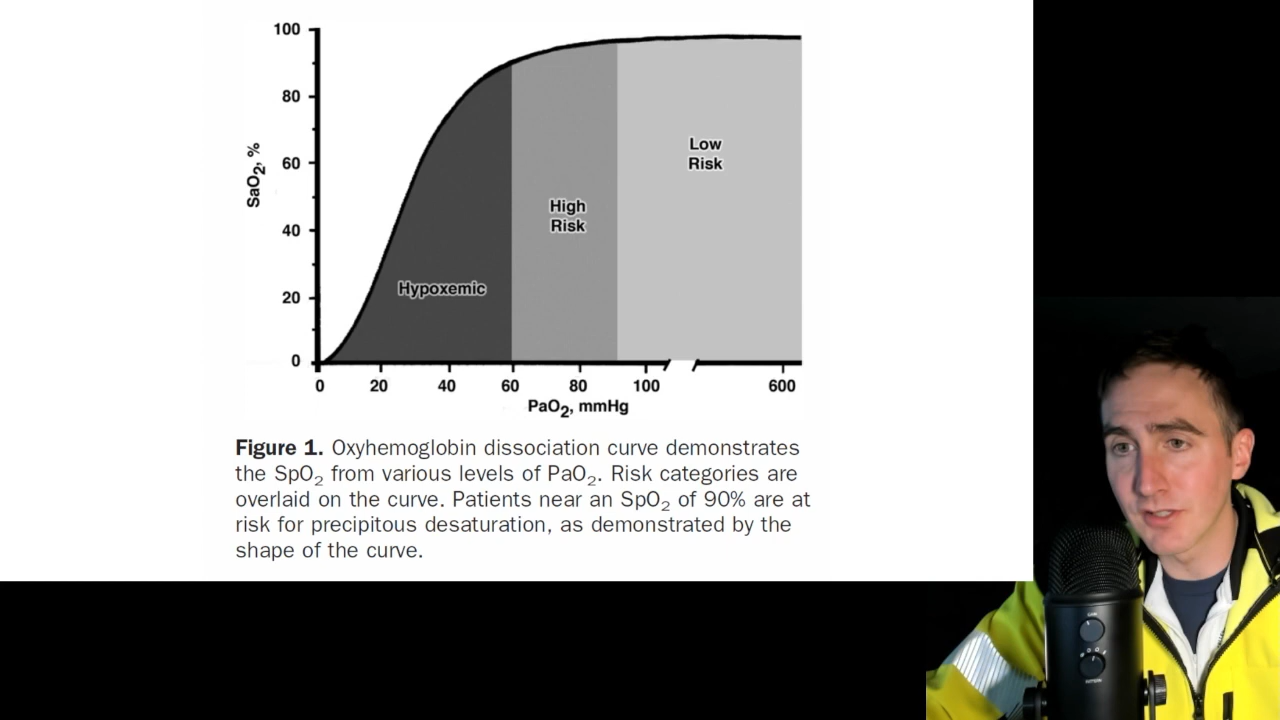 100
80
60
40
20
0
SaO2, %
Hypoxemic
High
Risk
Low
Risk
0 20 40 60 80 100 600
PaO2, mmHg
Figure 1. Oxyhemoglobin dissociation curve demonstrates
the SpO2 from various levels of PaO2. Risk categories are
overlaid on the curve. Patients near an SpO2 of 90% are at
risk for precipitous desaturation, as demonstrated by the
shape of the curve.